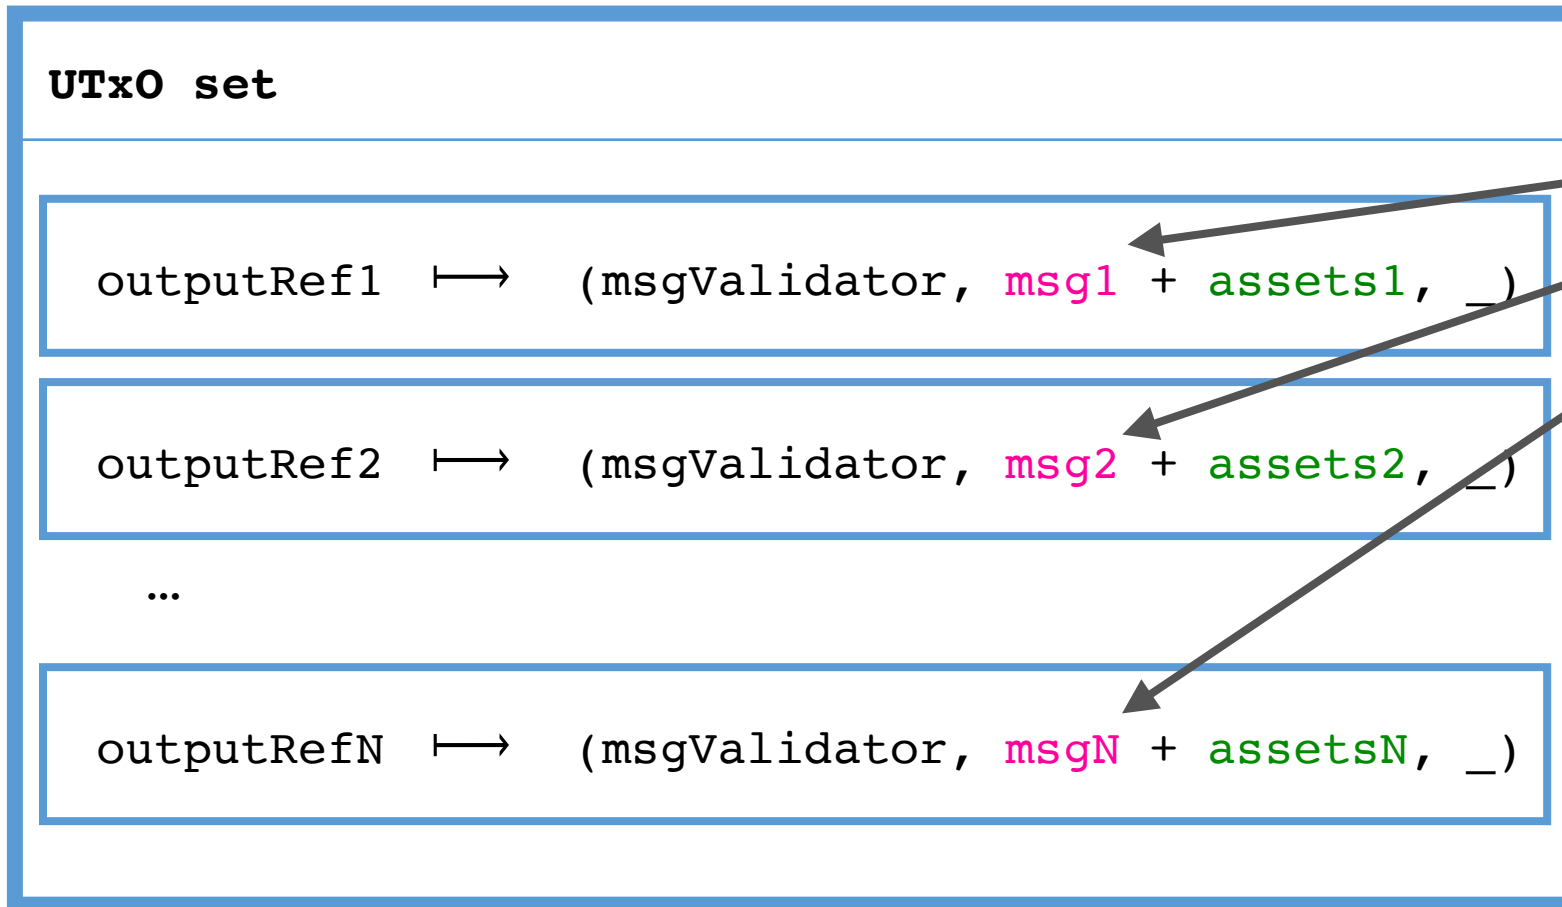 UTxO set
outputRef1 ⟼ (msgValidator, msg1 + assets1, _)
outputRef2 ⟼ (msgValidator, msg2 + assets2, _)
…
outputRefN ⟼ (msgValidator, msgN + assetsN, _)